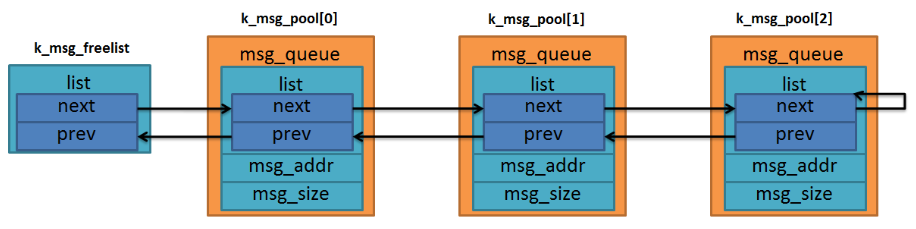 k_msg_pool[0]
k_msg_pool[1]
k_msg_pool[2]
k_msg_freelist
list
next
prev
msg_queue
list
next
prev
msg_addr
msg_size
msg_queue
list
next
prev
msg_addr
msg_size
msg_queue
list
next
prev
msg_addr
msg_size